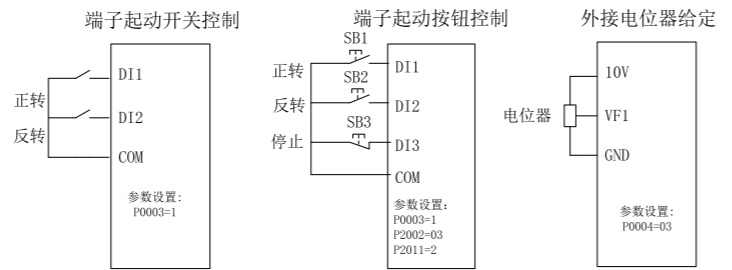 端子起动开关控制
正转
反转
DI1
DI2
COM
参数设置:
P0003=1
端子起动按钮控制
SB1
正转
DI1
SB2
反转
DI2
SB3
停止
DI3
COM
参数设置:
P0003=1
P2002=03
P2011=2
外接电位器给定
10V
电位器
VF1
GND
参数设置:
P0004=03